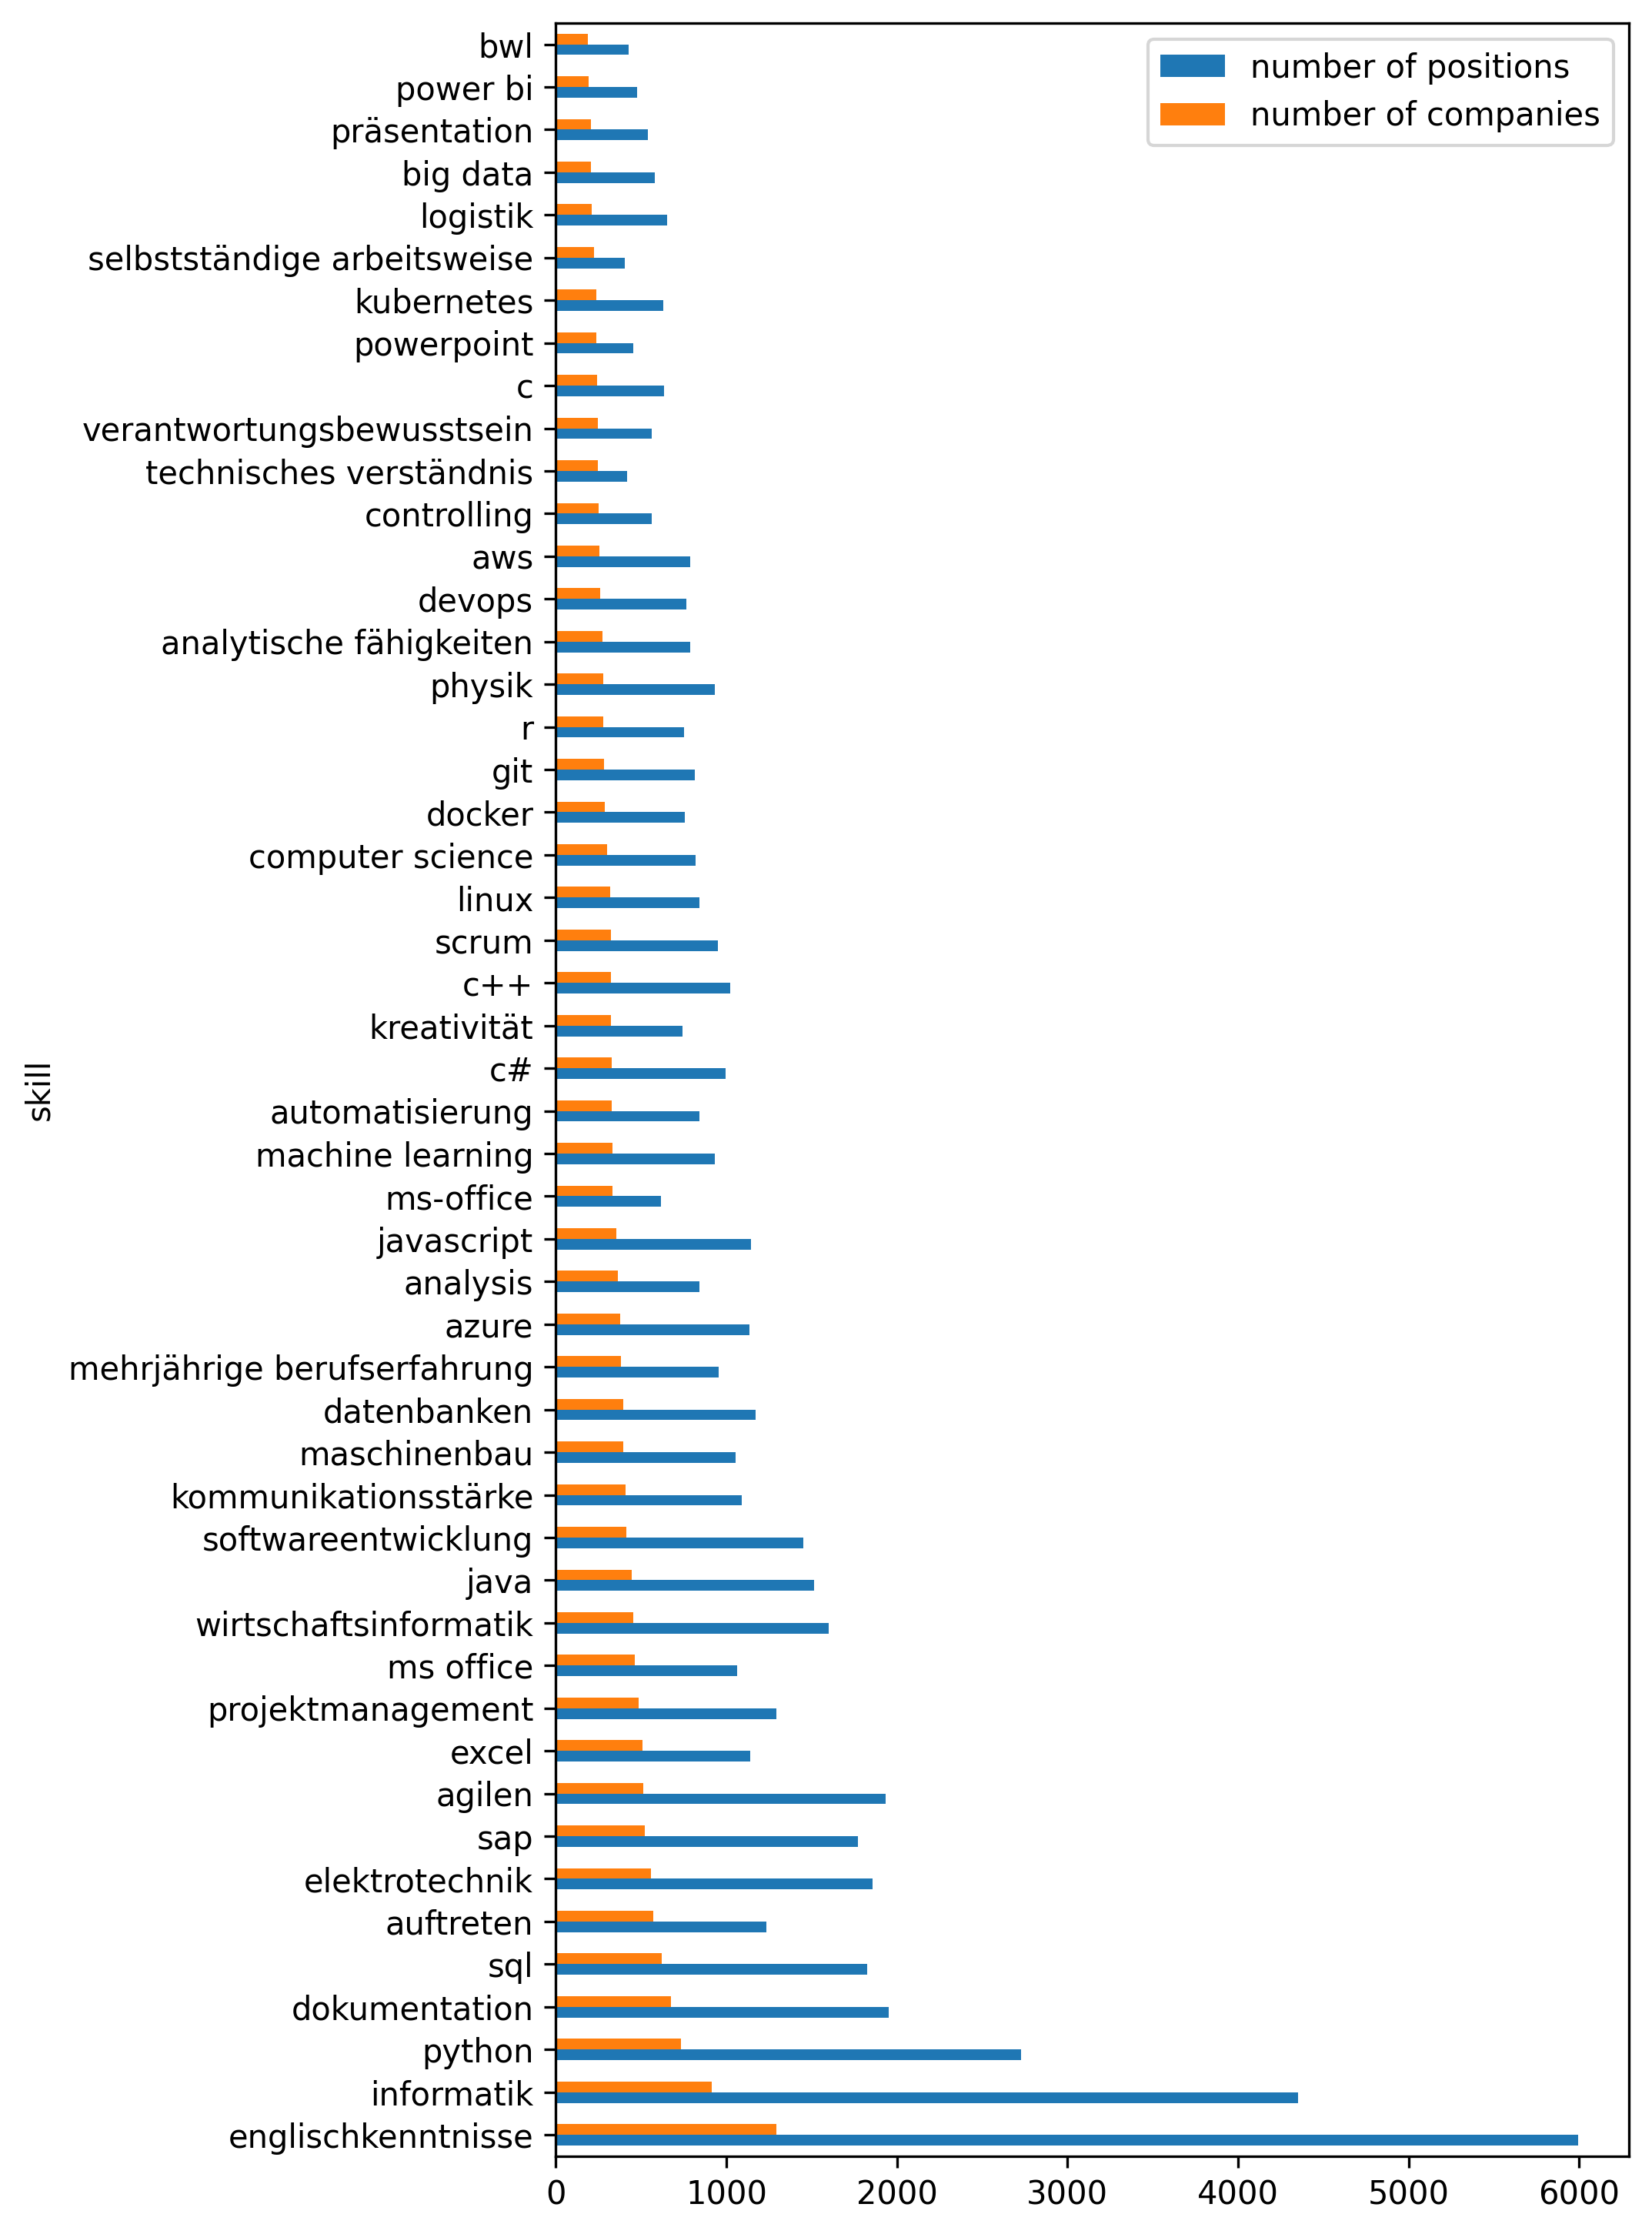 number of positions
number of companies
bwl
power bi
präsentation
big data
logistik
selbstständige arbeitsweise
kubernetes
powerpoint
c
verantwortungsbewusstsein
technisches verständnis
controlling
aws
devops
analytische fähigkeiten
physik
r
git
docker
computer science
linux
scrum
c++
kreativität
c#
automatisierung
machine learning
ms-office
javascript
analysis
azure
mehrjährige berufserfahrung
datenbanken
maschinenbau
kommunikationsstärke
softwareentwicklung
java
wirtschaftsinformatik
ms office
projektmanagement
excel
agilen
sap
elektrotechnik
auftreten
sql
dokumentation
python
informatik
englischkenntnisse
skill
0 1000 2000 3000 4000 5000 6000